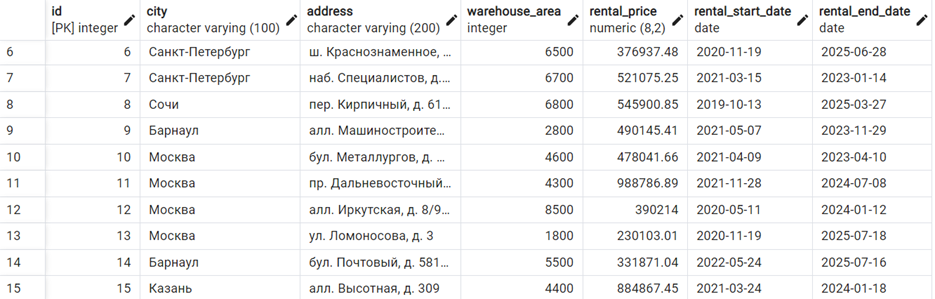 id city address warehouse_area rental_price rental_start_date rental_end_date
[PK] integer character varying (100) character varying (200) integer numeric (8,2) date date
6 6 Санкт-Петербург ш. Краснознаменное, ... 6500 376937.48 2020-11-19 2025-06-28
7 7 Санкт-Петербург наб. Специалистов, д.... 6700 521075.25 2021-03-15 2023-01-14
8 8 Сочи пер. Кирпичный, д. 61... 6800 545900.85 2019-10-13 2025-03-27
9 9 Барнаул алл. Машиностроите... 2800 490145.41 2021-05-07 2023-11-29
10 10 Москва бул. Металлургов, д. ... 4600 478041.66 2021-04-09 2023-04-10
11 11 Москва пр. Дальневосточный... 4300 988786.89 2021-11-28 2024-07-08
12 12 Москва алл. Иркутская, д. 8/9... 8500 390214 2020-05-11 2024-01-12
13 13 Москва ул. Ломоносова, д. 3 1800 230103.01 2020-11-19 2025-07-18
14 14 Барнаул бул. Почтовый, д. 581... 5500 331871.04 2022-05-24 2025-07-16
15 15 Казань алл. Высотная, д. 309 4400 884867.45 2021-03-24 2024-01-18